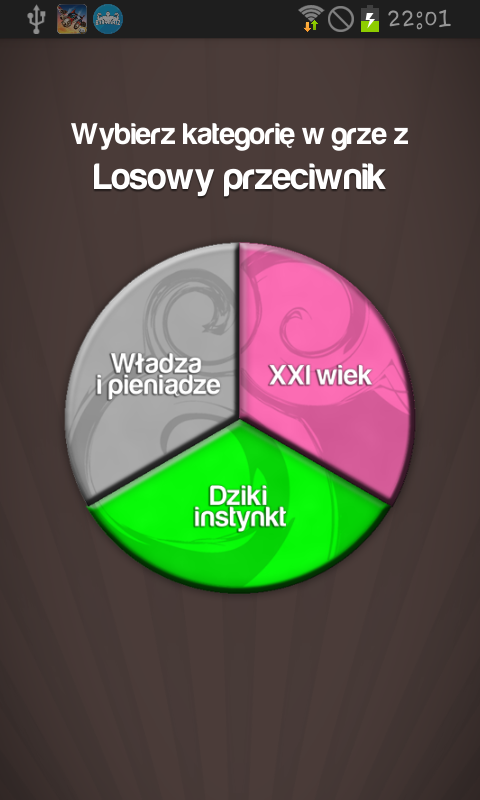 22:01
Wybierz kategorię w grze z
Losowy przeciwnik
Władza
i pieniądze
XXI wiek
Dziki
instynkt